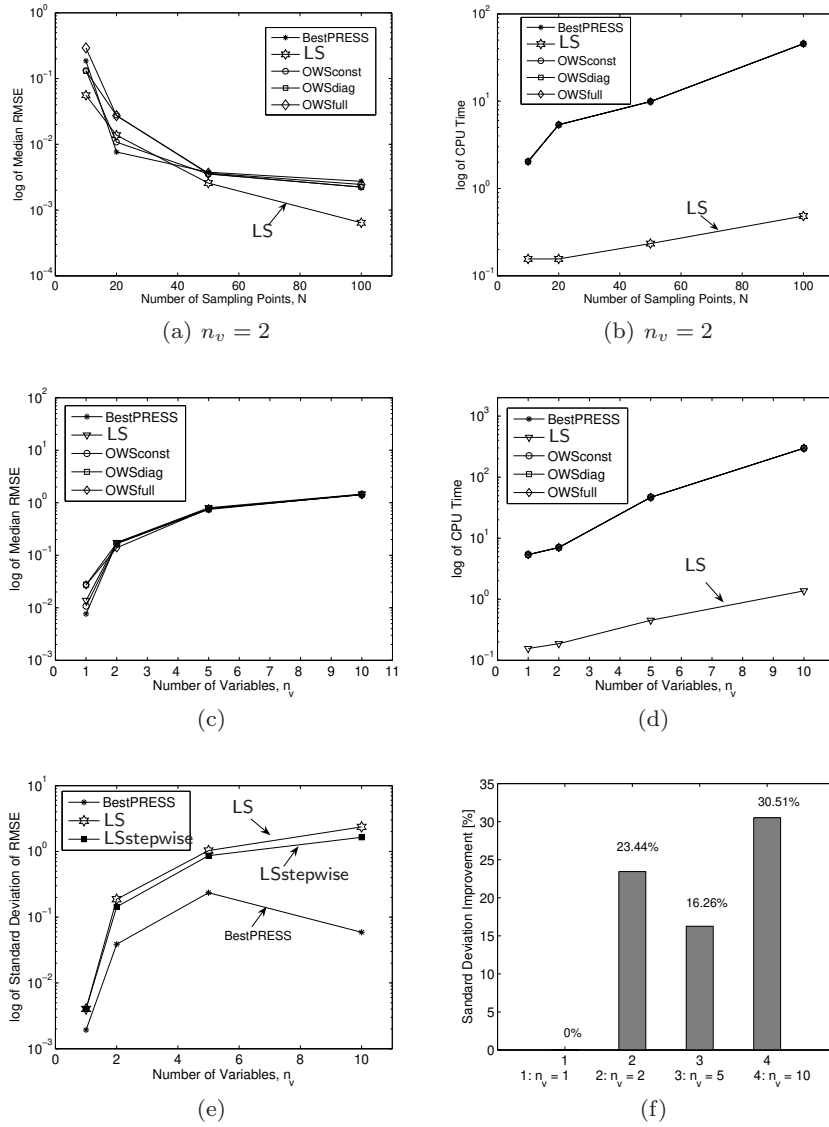 10^0
10^-1
10^-2
10^-3
10^-4
log of Median RMSE
0 20 40 60 80 100
Number of Sampling Points, N
BestPRESS
LS
OWSconst
OWSdiag
OWSfull
LS
(a) n_v = 2
10^2
10^1
10^0
10^-1
log of CPU Time
0 20 40 60 80 100
Number of Sampling Points, N
BestPRESS
LS
OWSconst
OWSdiag
OWSfull
LS
(b) n_v = 2
10^2
10^1
10^0
10^-1
10^-2
10^-3
log of Median RMSE
0 1 2 3 4 5 6 7 8 9 10 11
Number of Variables, n_v
BestPRESS
LS
OWSconst
OWSdiag
OWSfull
(c)
10^3
10^2
10^1
10^0
10^-1
log of CPU Time
0 1 2 3 4 5 6 7 8 9 10
Number of Variables, n_v
BestPRESS
LS
OWSconst
OWSdiag
OWSfull
LS
(d)
10^1
10^0
10^-1
10^-2
10^-3
log of Standard Deviation of RMSE
0 2 4 6 8 10
Number of Variables, n_v
BestPRESS
LS
LSstepwise
LS
LSstepwise
BestPRESS
(e)
35
30
25
20
15
10
5
0
Sandard Deviation Improvement [%]
0%
23.44%
16.26%
30.51%
1 2 3 4
1: n_v = 1 2: n_v = 2 3: n_v = 5 4: n_v = 10
(f)